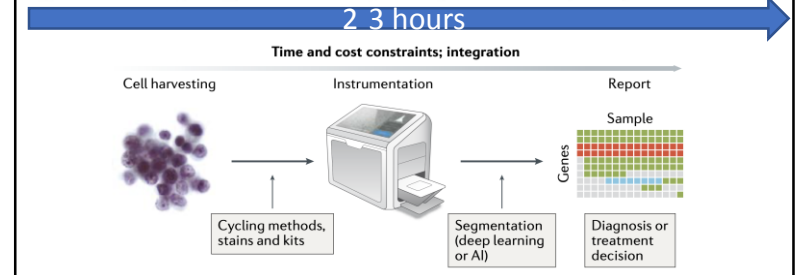 2 3 hours
Time and cost constraints; integration
Cell harvesting
Instrumentation
Report
Sample
Genes
Cycling methods,
stains and kits
Segmentation
(deep learning
or AI)
Diagnosis or
treatment
decision